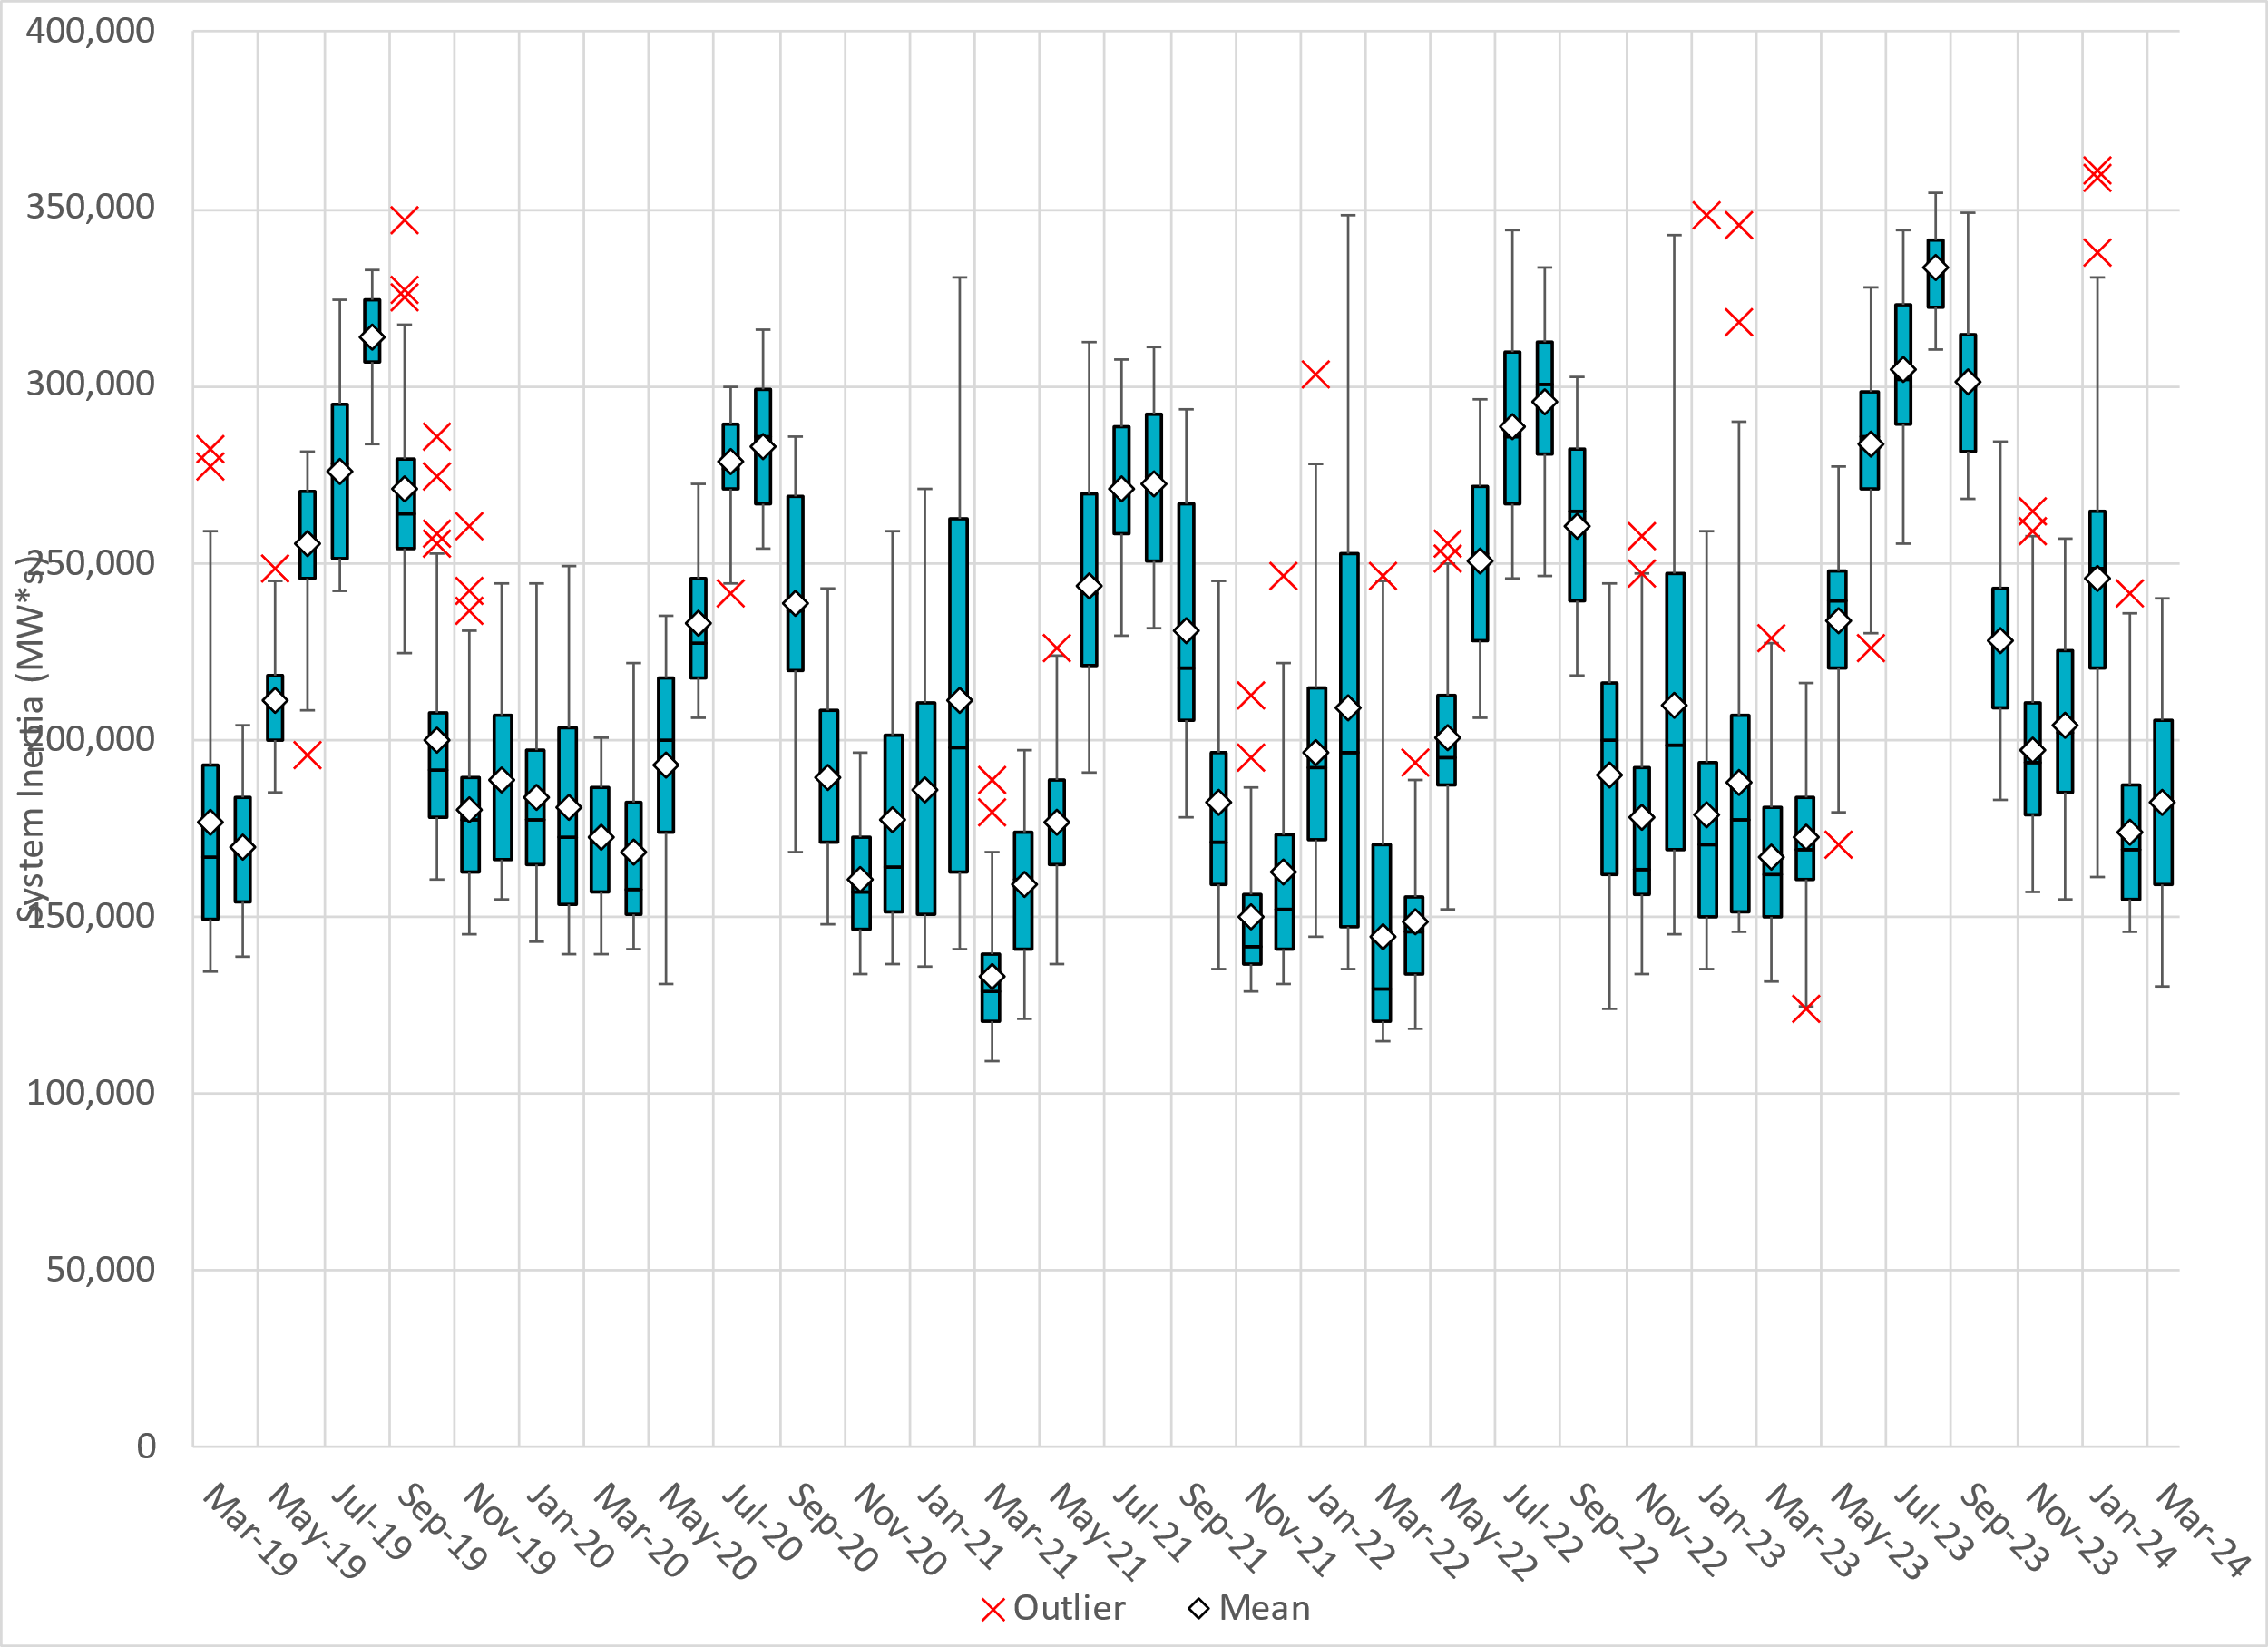 400,000
350,000
300,000
250,000
200,000
150,000
100,000
50,000
0
System Inertia (MW*s)
Mar-19
May-19
Jul-19
Sep-19
Nov-19
Jan-20
Mar-20
May-20
Jul-20
Sep-20
Nov-20
Jan-21
Mar-21
May-21
Jul-21
Sep-21
Nov-21
Jan-22
Mar-22
May-22
Jul-22
Sep-22
Nov-22
Jan-23
Mar-23
May-23
Jul-23
Sep-23
Nov-23
Jan-24
Mar-24
Outlier
Mean